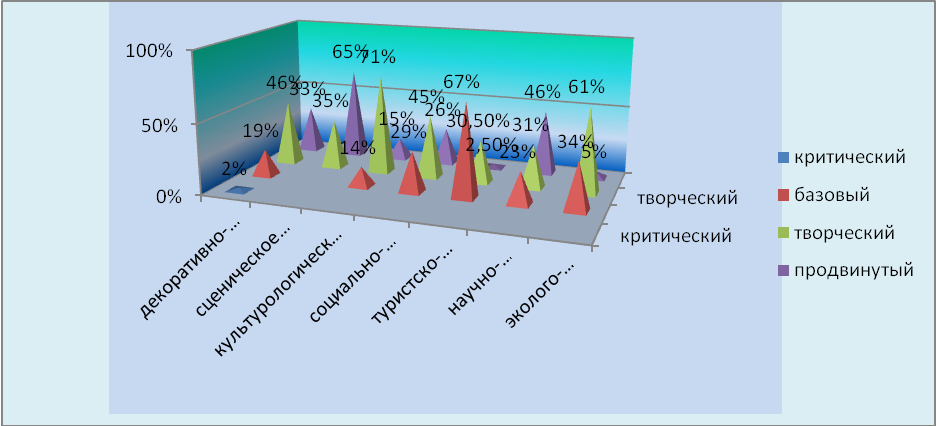 100%
50%
0%
2%
19%
46%
33%
35%
65%
14%
71%
15%
29%
45%
26%
67%
30,50%
2,50%
23%
46%
31%
34%
61%
5%
декоративно-...
сценическое...
культурологическ...
социально-...
туристско-...
научно-...
эколого-...
творческий
критический
критический
базовый
творческий
продвинутый